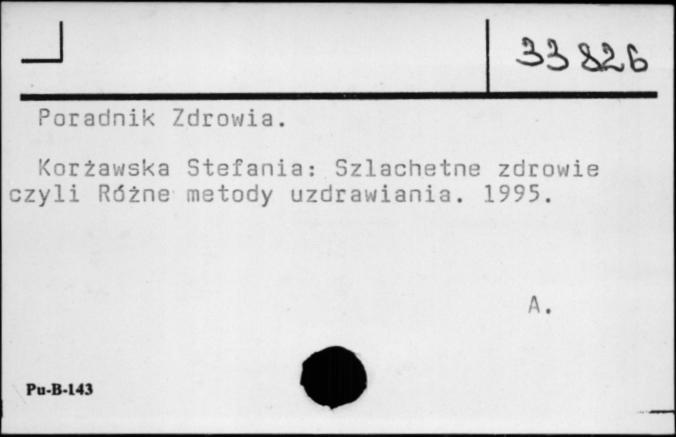 33826
Poradnik Zdrowia.
Korżawska Stefania: Szlachetne zdrowie
czyli Różne metody uzdrawiania. 1995.
A.
Pu-B-143